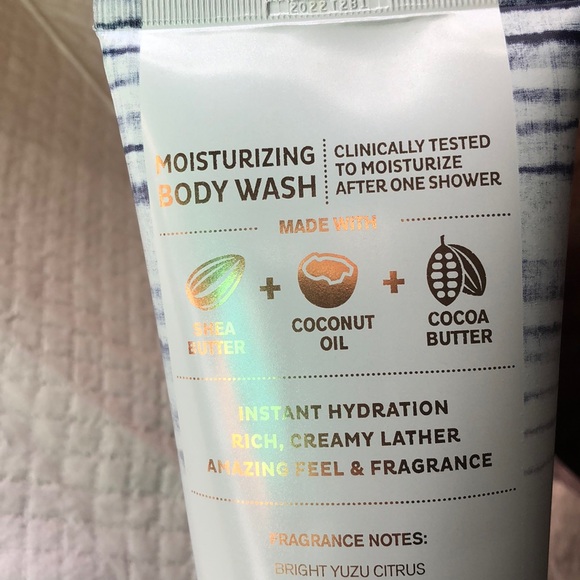 MOISTURIZING
BODY WASH
CLINICALLY TESTED
TO MOISTURIZE
AFTER ONE SHOWER
MADE WITH
SHEA
BUTTER
+
COCONUT
OIL
+
COCOA
BUTTER
INSTANT HYDRATION
RICH, CREAMY LATHER
AMAZING FEEL & FRAGRANCE
FRAGRANCE NOTES:
BRIGHT YUZU CITRUS